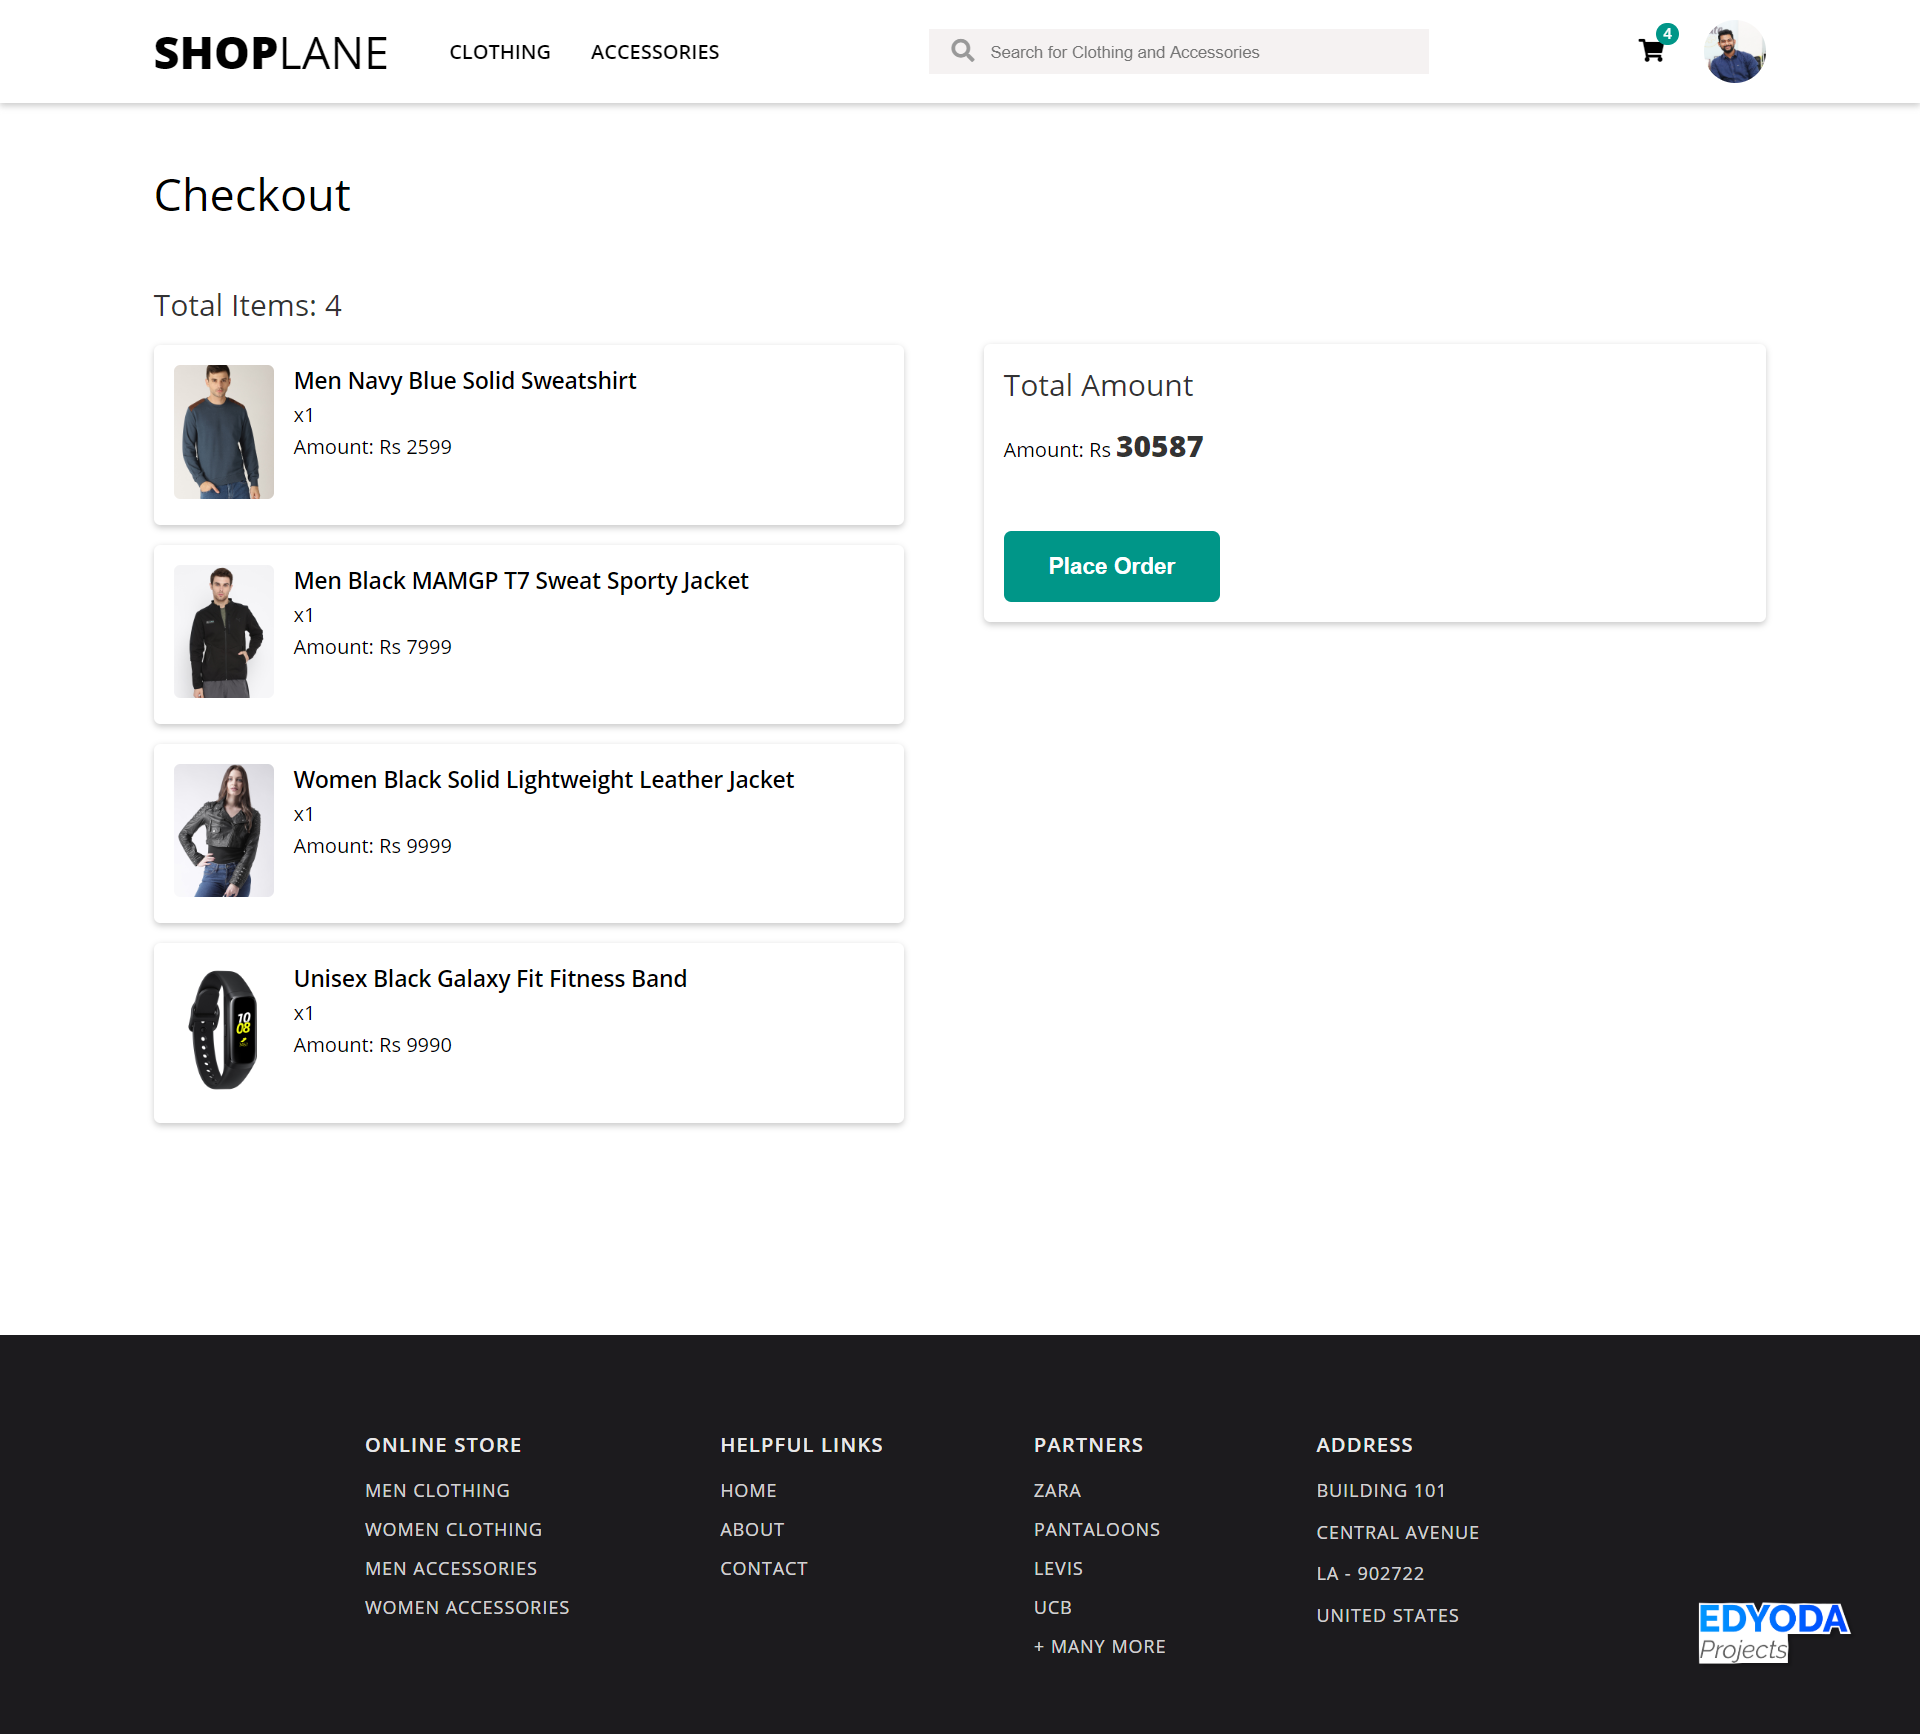 SHOPLANE
CLOTHING
ACCESSORIES
Search for Clothing and Accessories
4
Checkout
Total Items: 4
Men Navy Blue Solid Sweatshirt
x1
Amount: Rs 2599
Men Black MAMGP T7 Sweat Sporty Jacket
x1
Amount: Rs 7999
Women Black Solid Lightweight Leather Jacket
x1
Amount: Rs 9999
10
08
Unisex Black Galaxy Fit Fitness Band
x1
Amount: Rs 9990
Total Amount
Amount: Rs 30587
Place Order
ONLINE STORE
MEN CLOTHING
WOMEN CLOTHING
MEN ACCESSORIES
WOMEN ACCESSORIES
HELPFUL LINKS
HOME
ABOUT
CONTACT
PARTNERS
ZARA
PANTALOONS
LEVIS
UCB
+ MANY MORE
ADDRESS
BUILDING 101
CENTRAL AVENUE
LA - 902722
UNITED STATES
EDYODA
Projects